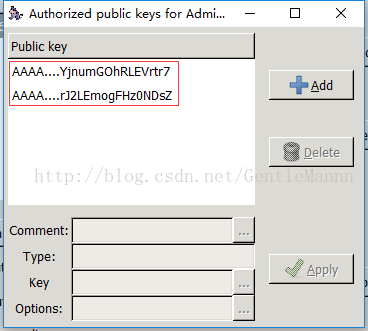 Authorized public keys for Admi...
Public key
AAAA....YjnumGOhRLEVrtr7
AAAA....rJ2LEmogFHz0NDsZ
Add
Delete
http://blog.csdn.net/GentleMannn
Comment:
...
Type:
Key
...
Apply
Options:
...